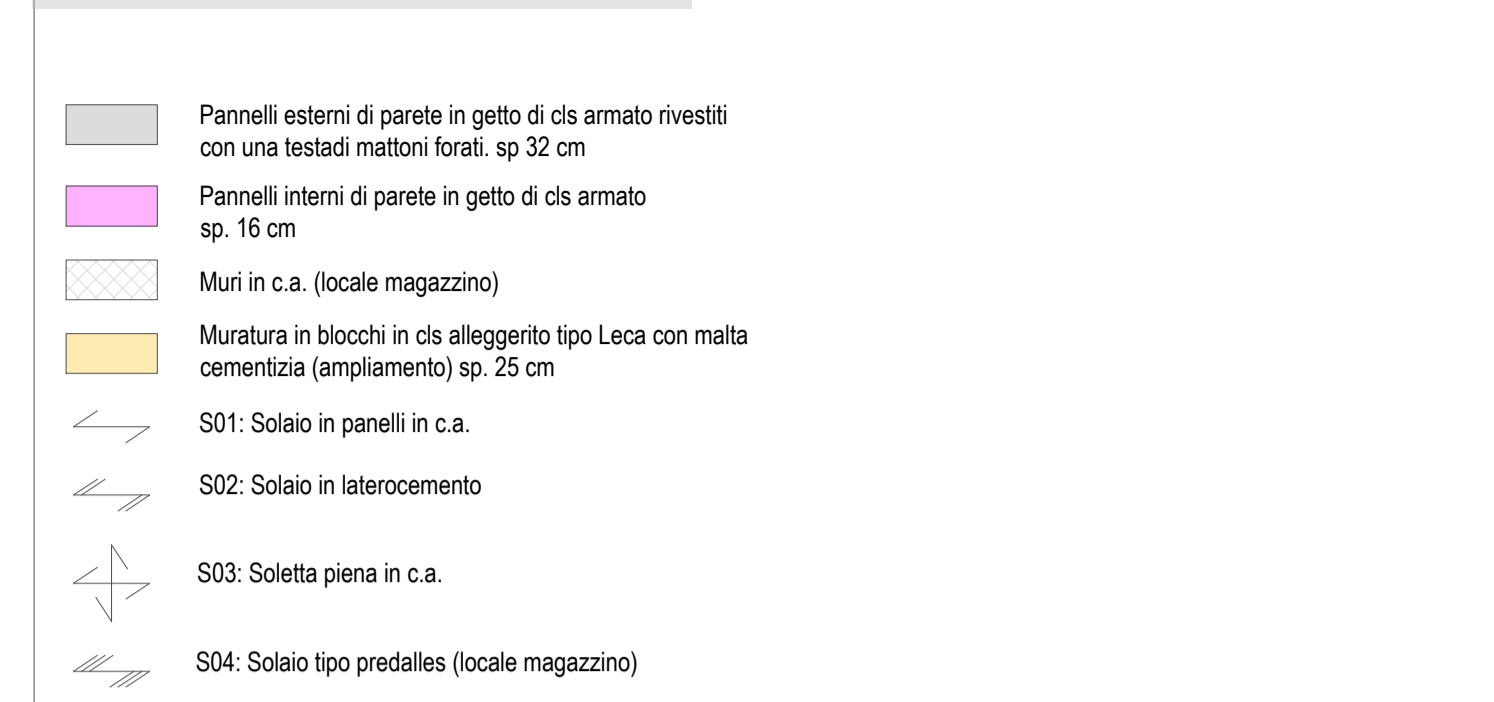 Pannelli esterni di parete in getto di cls armato rivestiti
con una testadi mattoni forati. sp 32 cm
Pannelli interni di parete in getto di cls armato
sp. 16 cm
Muri in c.a. (locale magazzino)
Muratura in blocchi in cls alleggerito tipo Leca con malta
cementizia (ampliamento) sp. 25 cm
S01: Solaio in panelli in c.a.
S02: Solaio in laterocemento
S03: Soletta piena in c.a.
S04: Solaio tipo predalles (locale magazzino)